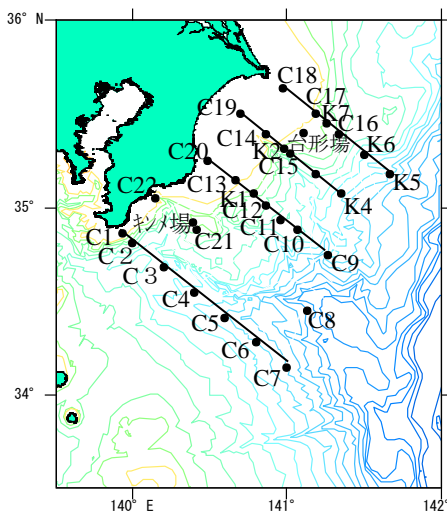 36° N
C18
C17
C19
K7
C16
C14
台形場
K6
C20
K2
C15
K5
C13
C22
K1
K4
C12
ｷﾝﾒ場
C11
C1
C21
C10
35°
C 2
C9
C 3
C4
C8
C5
C6
C7
34°
140° E
141°
142°